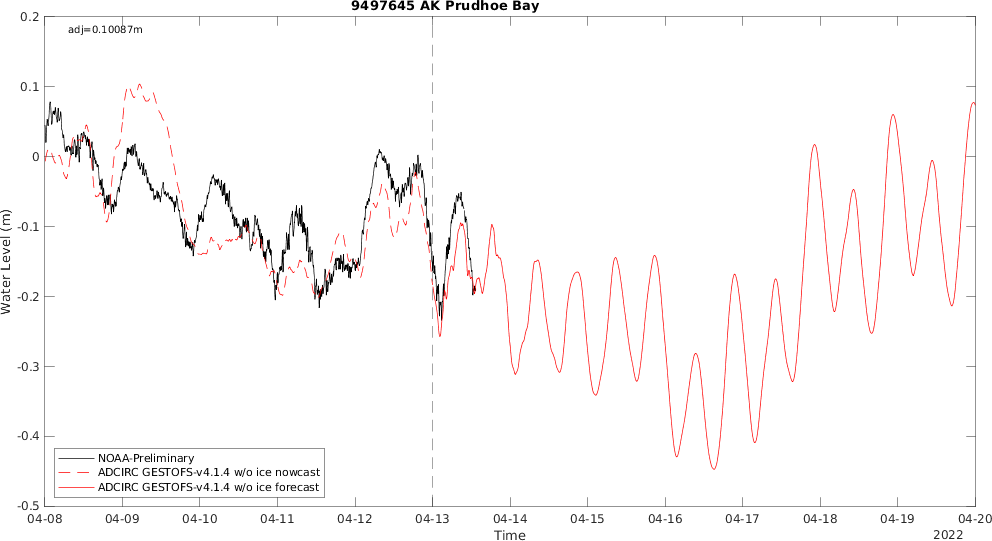 9497645 AK Prudhoe Bay
adj=0.10087m
0.2
0.1
0
-0.1
-0.2
-0.3
-0.4
-0.5
Water Level (m)
NOAA-Preliminary
ADCIRC GESTOFS-v4.1.4 w/o ice nowcast
ADCIRC GESTOFS-v4.1.4 w/o ice forecast
04-08 04-09 04-10 04-11 04-12 04-13 04-14 04-15 04-16 04-17 04-18 04-19 04-20
Time
2022